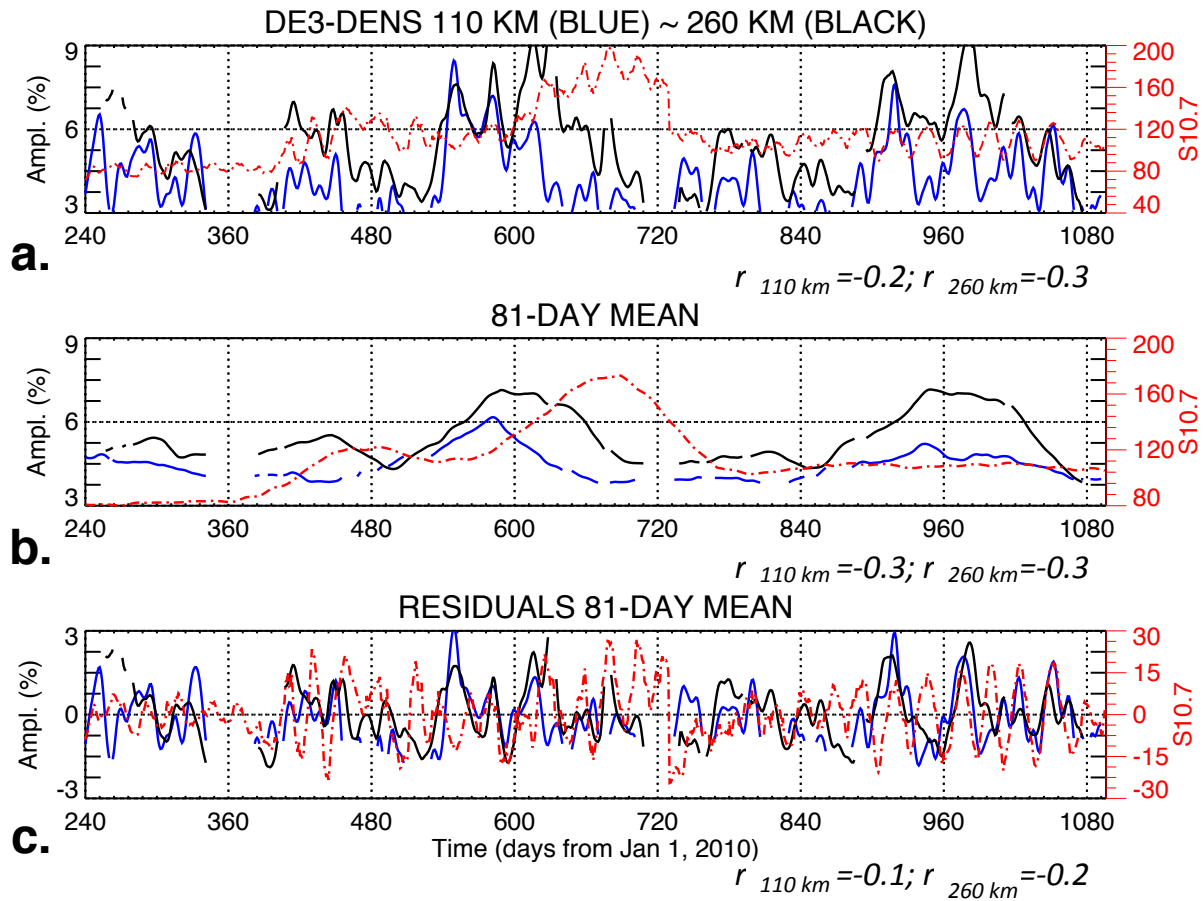 DE3-DENS 110 KM (BLUE) ~ 260 KM (BLACK)
9
6
3
Ampl. (%)
200
160
120
80
40
S10.7
240 360 480 600 720 840 960 1080
a.
r 110 km =-0.2; r 260 km=-0.3
81-DAY MEAN
9
6
3
Ampl. (%)
200
160
120
80
S10.7
240 360 480 600 720 840 960 1080
b.
r 110 km =-0.3; r 260 km=-0.3
RESIDUALS 81-DAY MEAN
3
0
-3
Ampl. (%)
30
15
0
-15
-30
S10.7
240 360 480 600 720 840 960 1080
Time (days from Jan 1, 2010)
c.
r 110 km =-0.1; r 260 km=-0.2